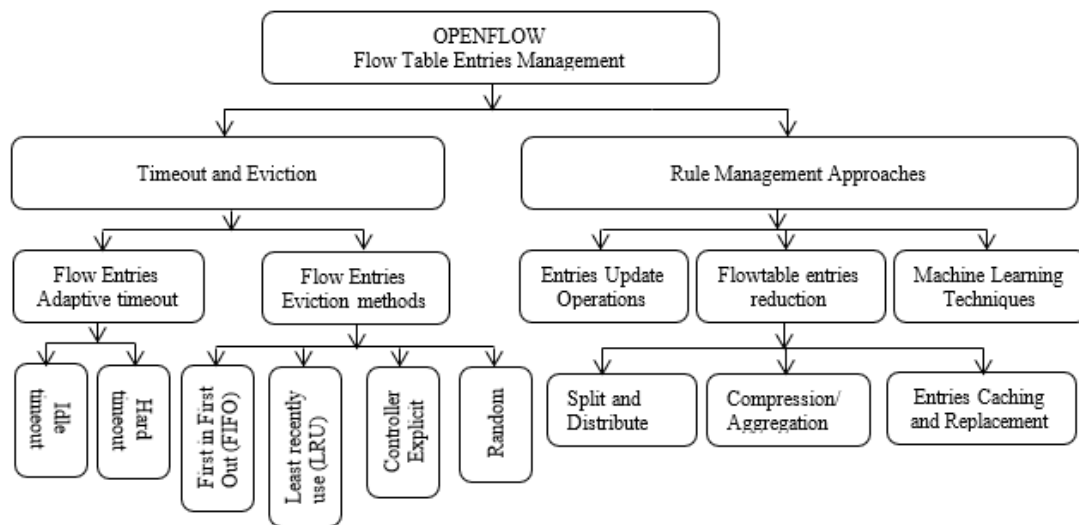 OPENFLOW
Flow Table Entries Management
Timeout and Eviction
Rule Management Approaches
Flow Entries
Adaptive timeout
Flow Entries
Eviction methods
Entries Update
Operations
Flowtable entries
reduction
Machine Learning
Techniques
Idle
timeout
Hard
timeout
First in First
Out (FIFO)
Least recently
use (LRU)
Controller
Explicit
Random
Split and
Distribute
Compression/
Aggregation
Entries Caching
and Replacement